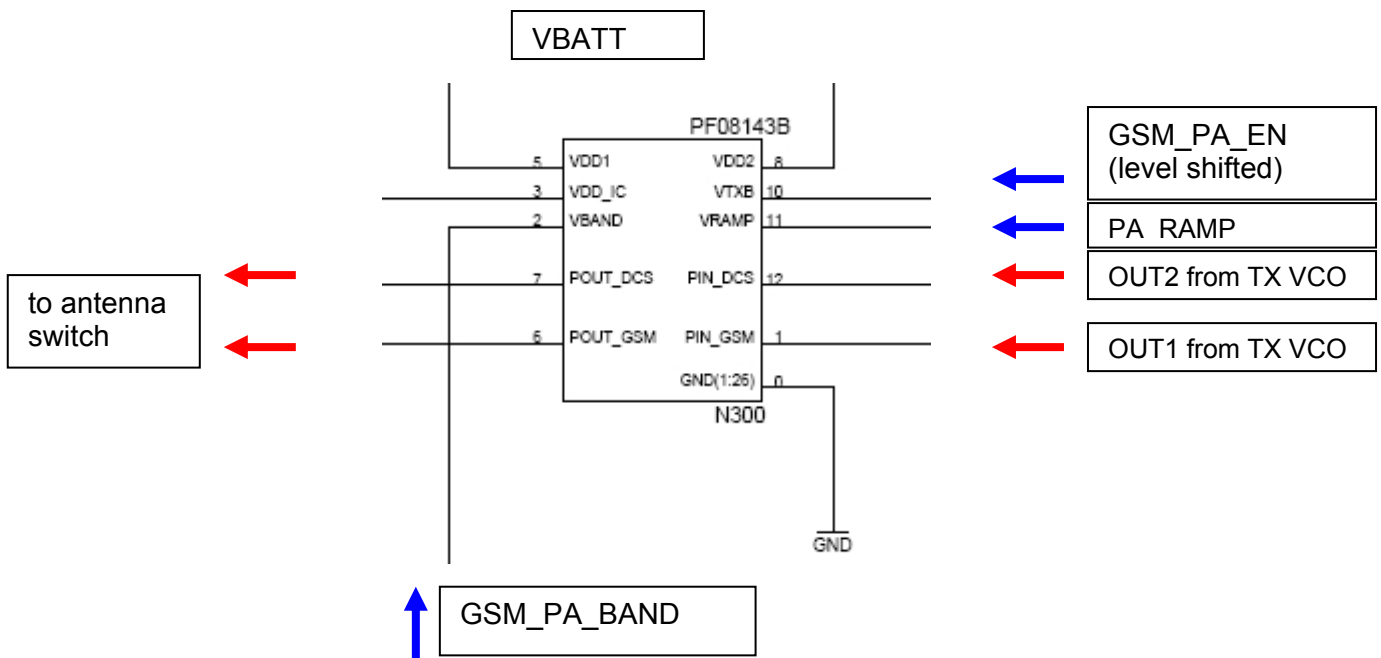 VBATT
PF08143B
5 VDD1 VDD2 8
3 VDD_IC VTXB 10
2 VBAND VRAMP 11
7 POUT_DCS PIN_DCS 12
6 POUT_GSM PIN_GSM 1
GND(1:25) 0
N300
GND
GSM_PA_EN
(level shifted)
PA RAMP
OUT2 from TX VCO
OUT1 from TX VCO
to antenna
switch
GSM_PA_BAND